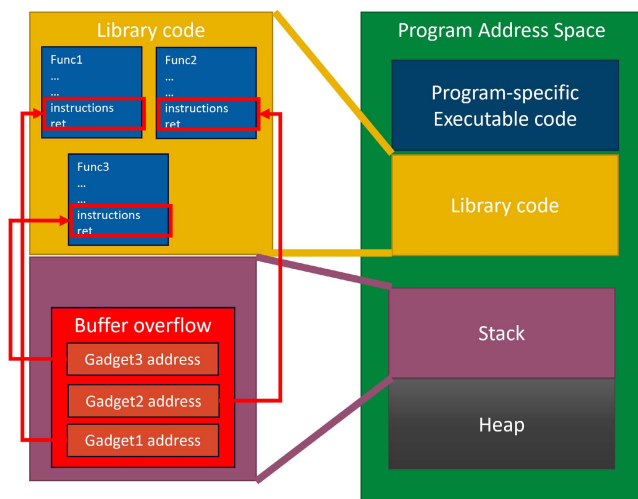 Library code
Func1
...
...
instructions
ret
Func2
...
...
instructions
ret
Func3
...
...
instructions
ret
Buffer overflow
Gadget3 address
Gadget2 address
Gadget1 address
Program Address Space
Program-specific
Executable code
Library code
Stack
Heap